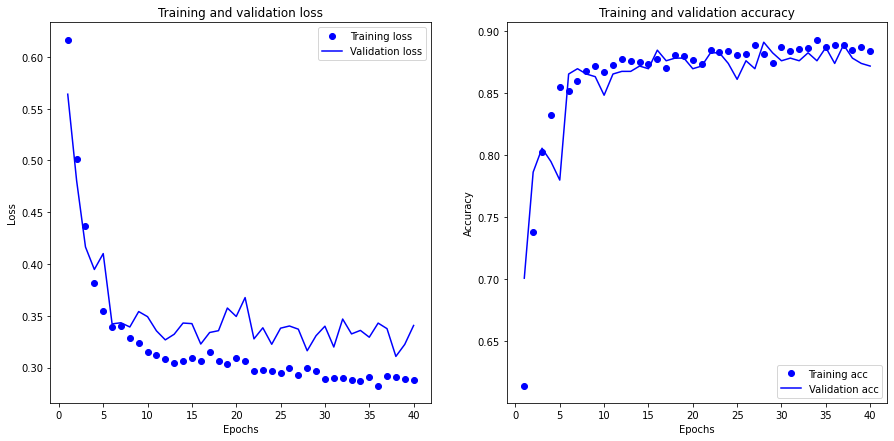 Training and validation loss
Training loss
Validation loss
0.60
0.55
0.50
0.45
0.40
0.35
0.30
Loss
0 5 10 15 20 25 30 35 40
Epochs
Training and validation accuracy
0.90
0.85
0.80
0.75
0.70
0.65
Accuracy
Training acc
Validation acc
0 5 10 15 20 25 30 35 40
Epochs